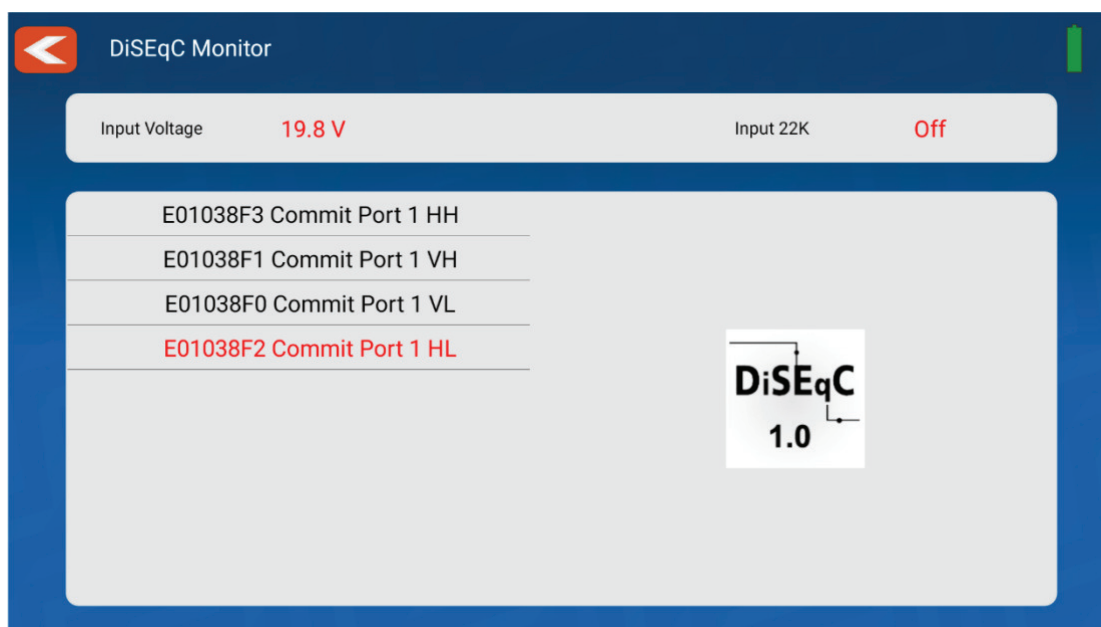 DiSEqC Monitor
Input Voltage 19.8 V Input 22K Off
E01038F3 Commit Port 1 HH
E01038F1 Commit Port 1 VH
E01038F0 Commit Port 1 VL
E01038F2 Commit Port 1 HL
DiSEqC
1.0